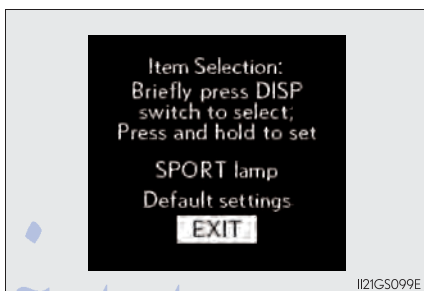 Item Selection:
Briefly press DISP
switch to select;
Press and hold to set
SPORT lamp
Default settings
EXIT
II21GS099E